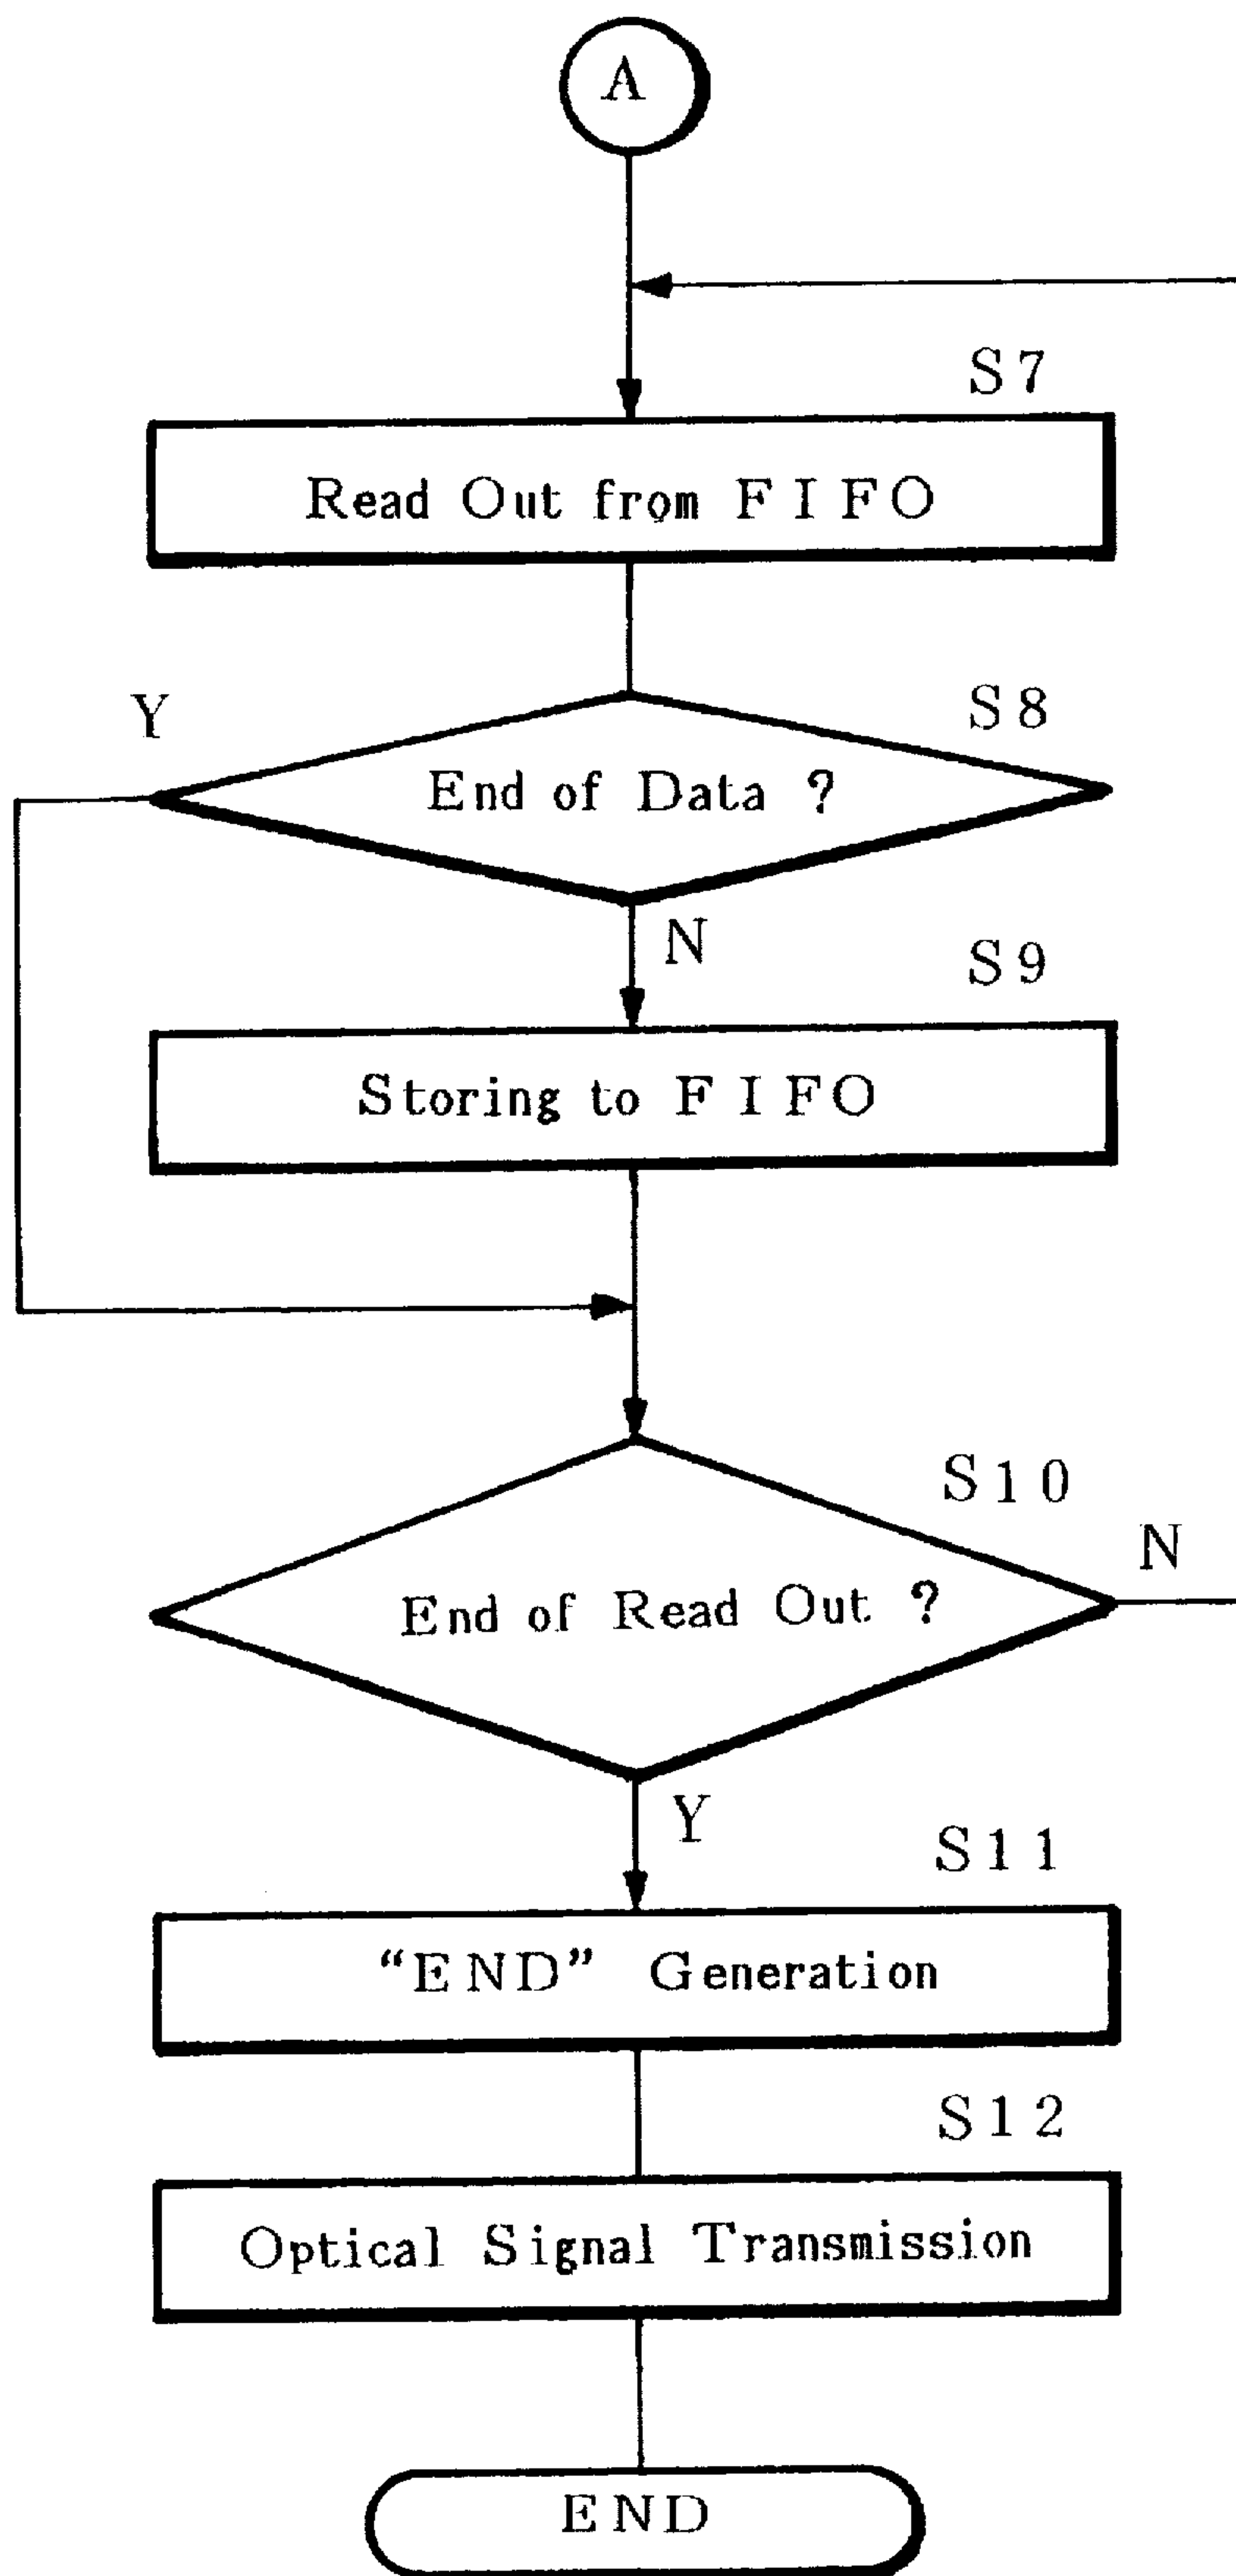 A
S7
Read Out from FIFO
Y
S8
End of Data ?
N
S9
Storing to FIFO
S10
N
End of Read Out ?
Y
S11
“END” Generation
S12
Optical Signal Transmission
END